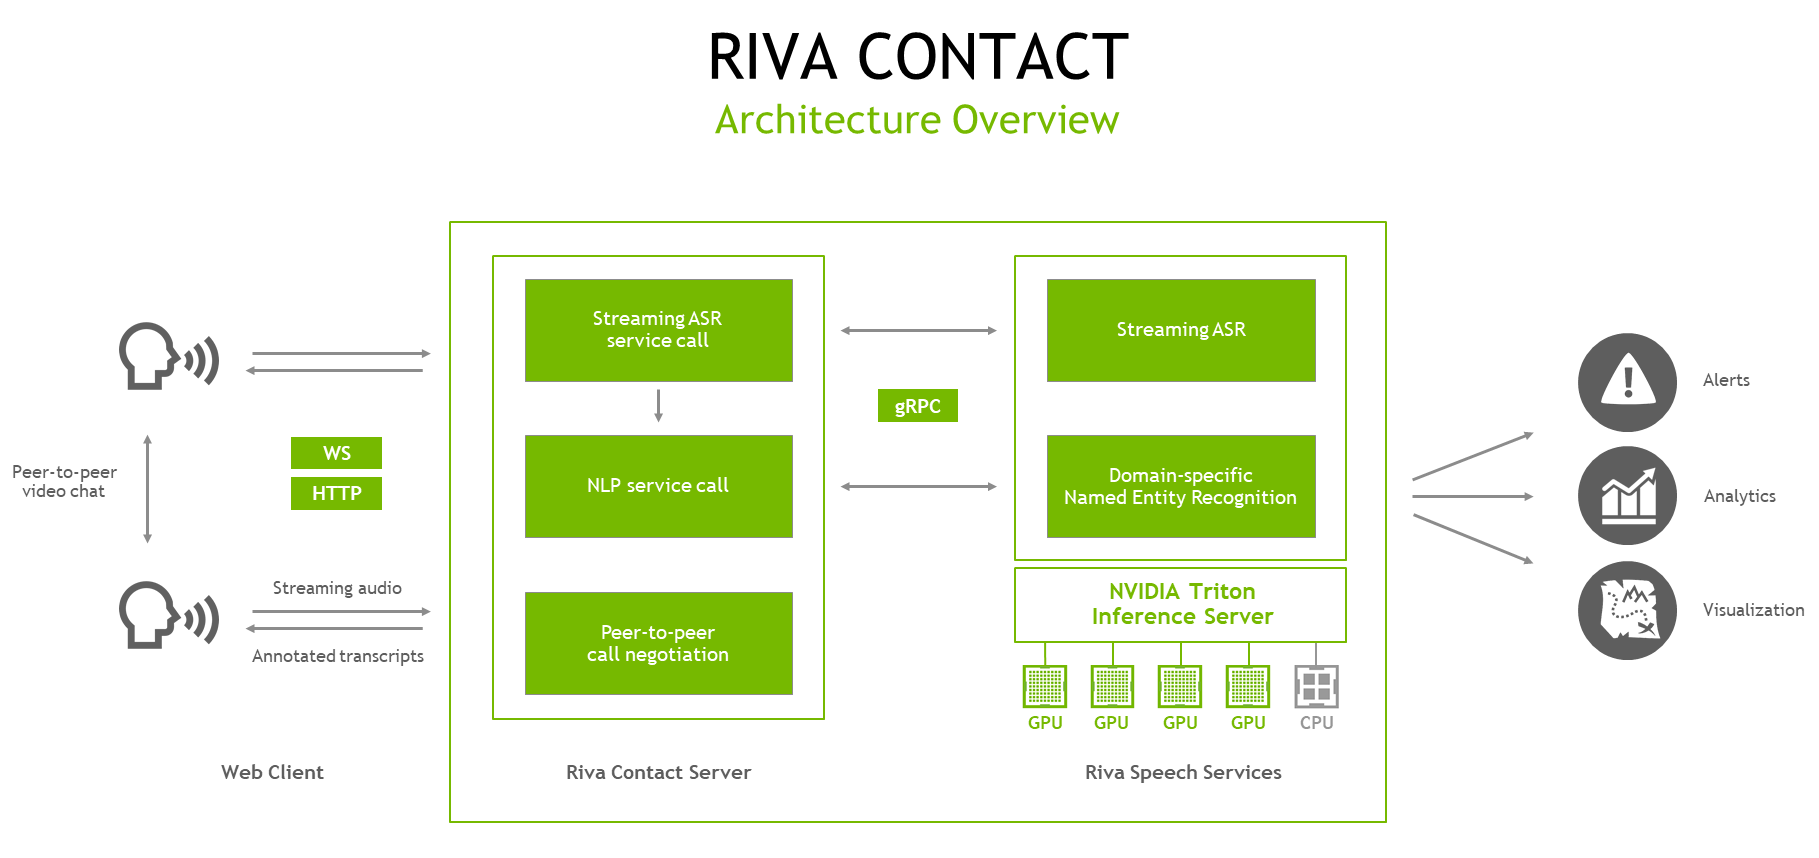 RIVA CONTACT
Architecture Overview
Peer-to-peer
video chat
WS
HTTP
Streaming audio
Annotated transcripts
Web Client
Streaming ASR
service call
NLP service call
Peer-to-peer
call negotiation
Riva Contact Server
gRPC
Streaming ASR
Domain-specific
Named Entity Recognition
NVIDIA Triton
Inference Server
GPU
GPU
GPU
GPU
CPU
Riva Speech Services
Alerts
Analytics
Visualization